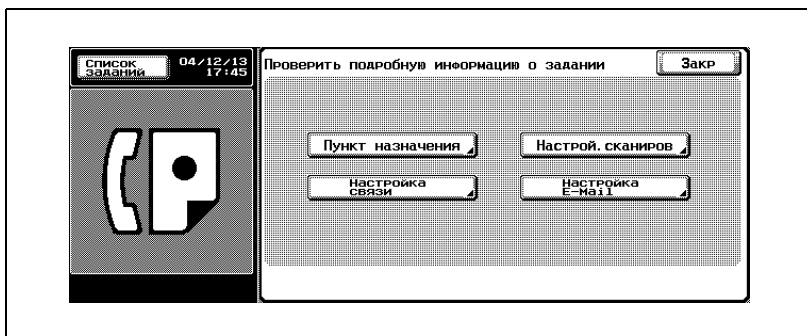 Список
заданий
04/12/13
17:45
Проверить подробную информацию о задании
Закр
Пункт назначения
Настрой.сканиров
Настройка
связи
Настройка
E-Mail